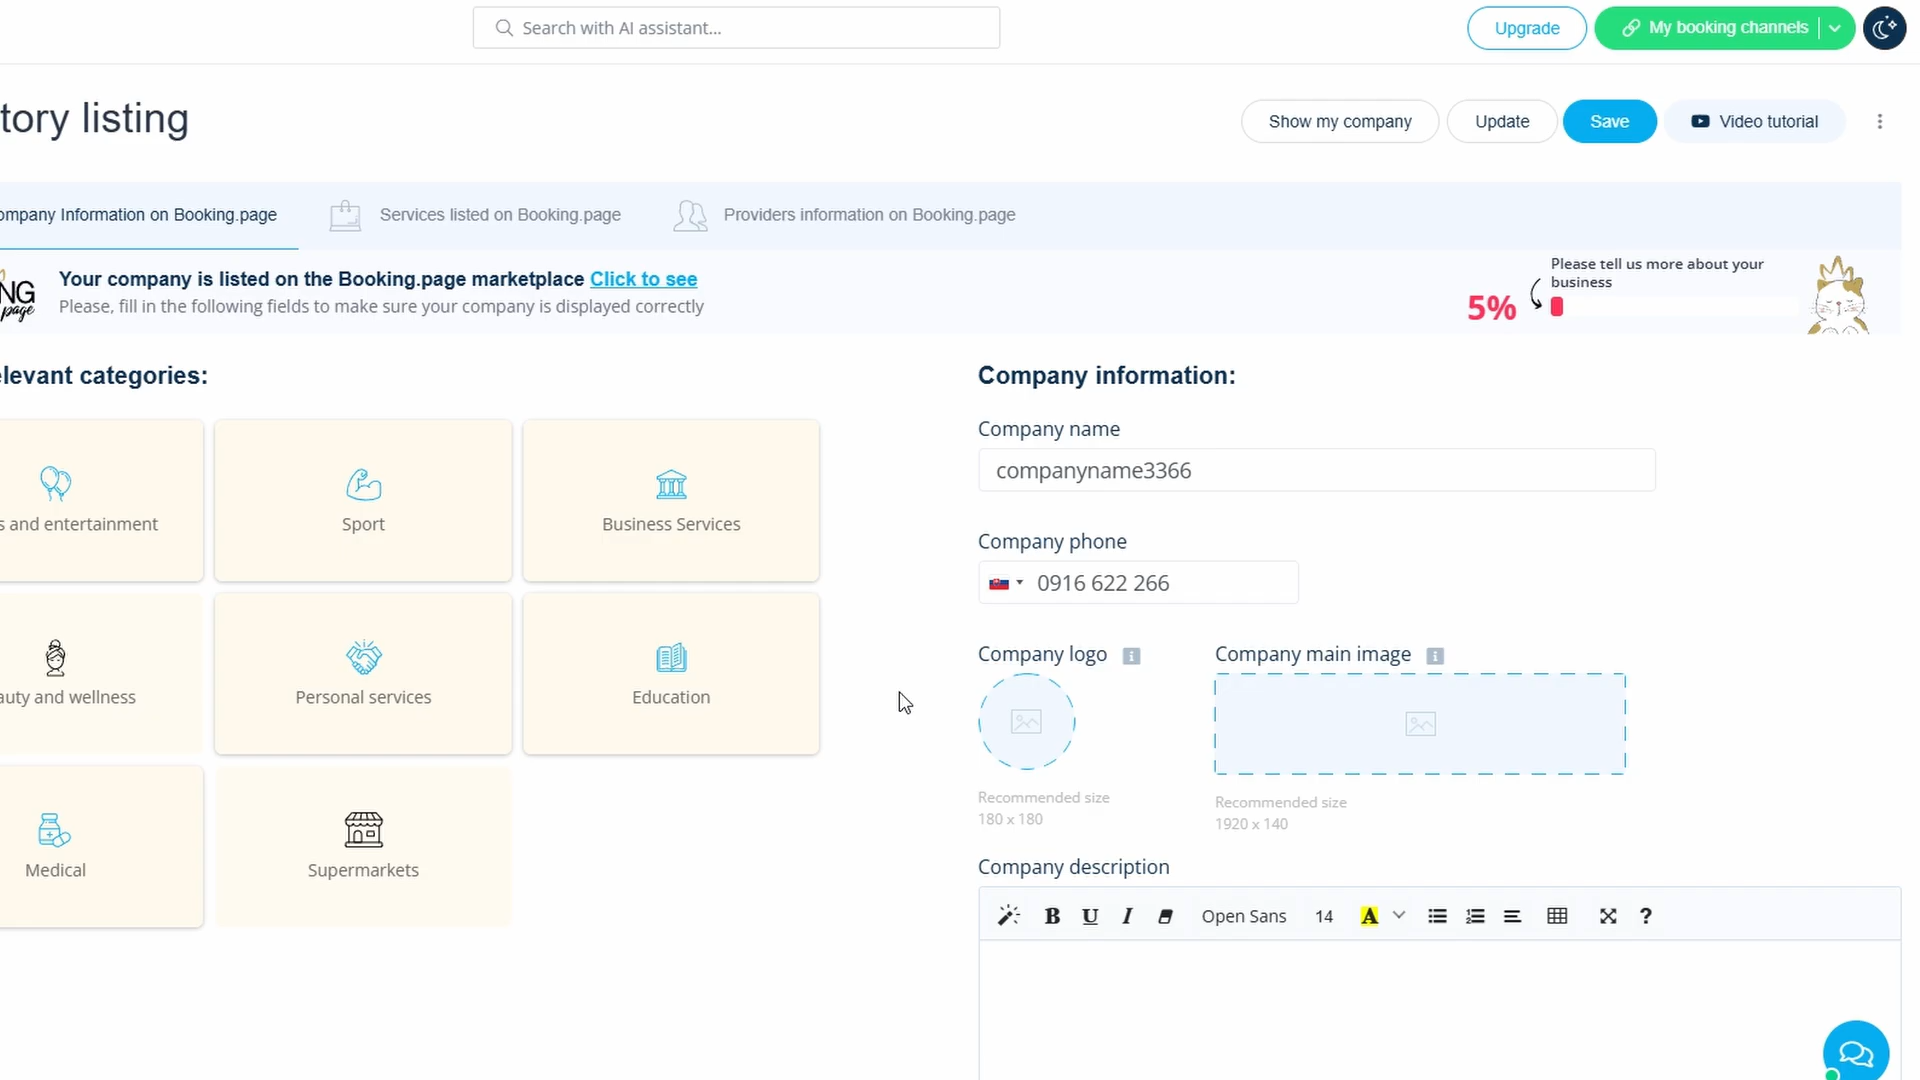 Search with AI assistant...
Upgrade
My booking channels
tory listing
Show my company
Update
Save
Video tutorial
ompany Information on Booking.page
Services listed on Booking.page
Providers information on Booking.page
NG
page
Your company is listed on the Booking.page marketplace Click to see
Please, fill in the following fields to make sure your company is displayed correctly
5%
Please tell us more about your
business
elevant categories:
s and entertainment
Sport
Business Services
auty and wellness
Personal services
Education
Medical
Supermarkets
Company information:
Company name
companyname3366
Company phone
0916 622 266
Company logo
Company main image
Recommended size
180 x 180
Recommended size
1920 x 140
Company description
B U I Open Sans 14 A ?